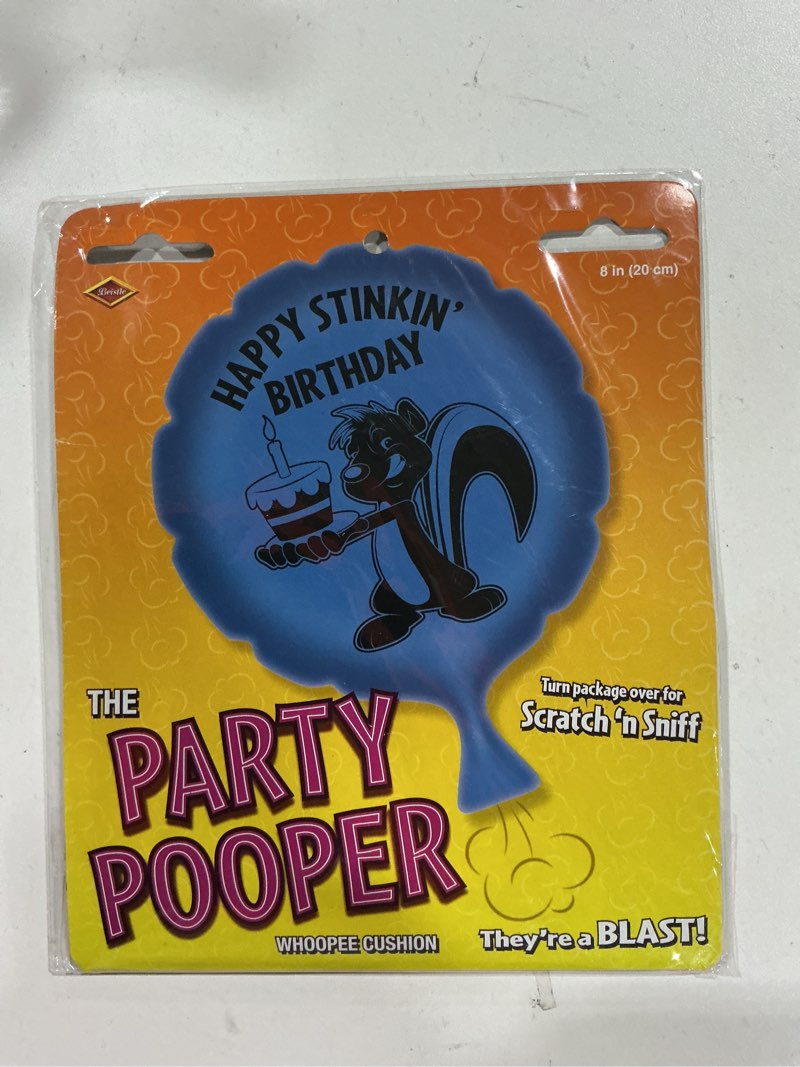 Beistle
8 in (20 cm)
HAPPY STINKIN'
BIRTHDAY
THE
PARTY
POOPER
WHOOPEE CUSHION
Turn package over for
Scratch 'n Sniff
They're a BLAST!